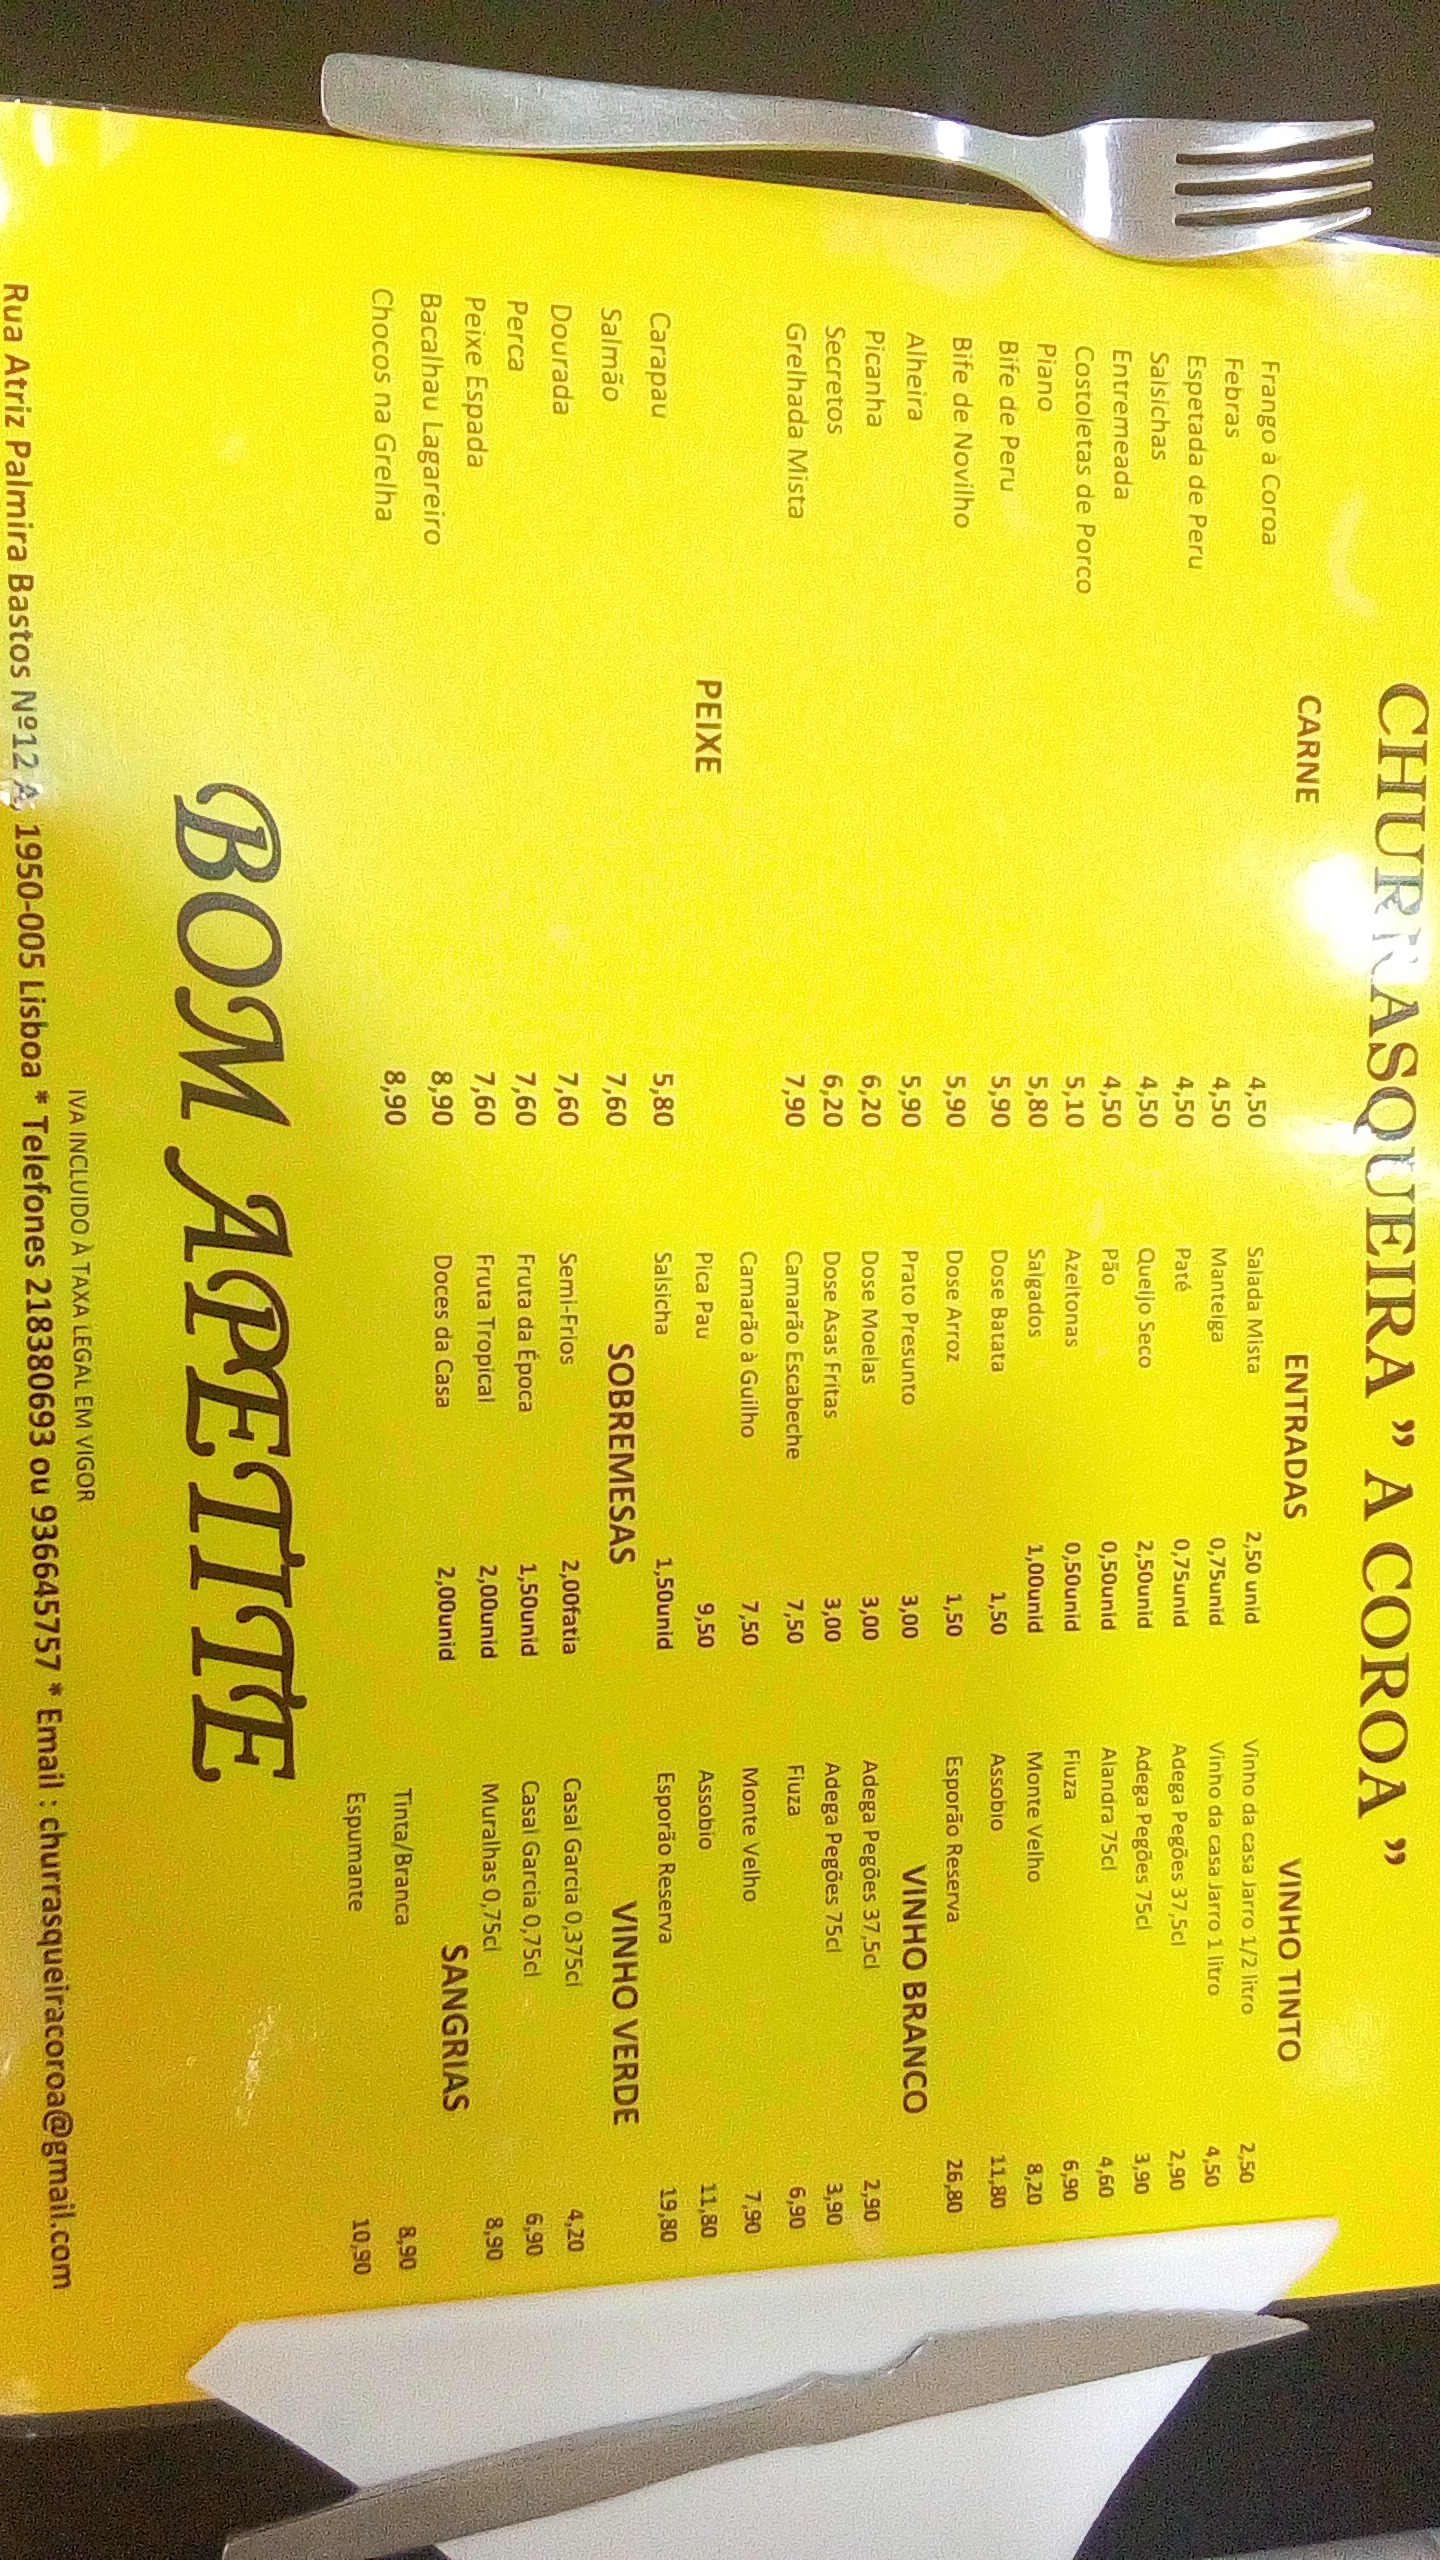 CHURRASQUEIRA " A COROA "
CARNE
Frango à Coroa 4,50
Febras 4,50
Espetada de Peru 4,50
Salsichas 4,50
Entremeada 4,50
Costoletas de Porco 5,10
Piano 5,80
Bife de Peru 5,90
Bife de Novilho 5,90
Alheira 5,90
Picanha 6,20
Secretos 6,20
Grelhada Mista 7,90
PEIXE
Carapau 5,80
Salmão 7,60
Dourada 7,60
Perca 7,60
Peixe Espada 7,60
Bacalhau Lagareiro 8,90
Chocos na Grelha 8,90
ENTRADAS
Salada Mista 2,50 unid
Manteiga 0,75unid
Paté 0,75unid
Queijo Seco 2,50unid
Pão 0,50unid
Azeitonas 0,50unid
Salgados 1,00unid
Dose Batata 1,50
Dose Arroz 1,50
Prato Presunto 3,00
Dose Moelas 3,00
Dose Asas Fritas 3,00
Camarão Escabeche 7,50
Camarão à Guilho 7,50
Pica Pau 9,50
Salsicha 1,50unid
SOBREMESAS
Semi-Frios 2,00fatia
Fruta da Época 1,50unid
Fruta Tropical 2,00unid
Doces da Casa 2,00unid
VINHO TINTO
Vinho da casa Jarro 1/2 litro 2,50
Vinho da casa Jarro 1 litro 4,50
Adega Pegões 37,5cl 2,90
Adega Pegões 75cl 3,90
Alandra 75cl 4,60
Fiuza 6,90
Monte Velho 8,20
Assobio 11,80
Esporão Reserva 26,80
VINHO BRANCO
Adega Pegões 37,5cl 2,90
Adega Pegões 75cl 3,90
Fiuza 6,90
Monte Velho 7,90
Assobio 11,80
Esporão Reserva 19,80
VINHO VERDE
Casal Garcia 0,375cl 4,20
Casal Garcia 0,75cl 6,90
Muralhas 0,75cl 8,90
SANGRIAS
Tinta/Branca 8,90
Espumante 10,90
BOM APETITE
IVA INCLUIDO À TAXA LEGAL EM VIGOR
Rua Atriz Palmira Bastos Nº12 A, 1950-005 Lisboa * Telefones 218380693 ou 936645757 * Email : churrasqueiracoroa@gmail.com